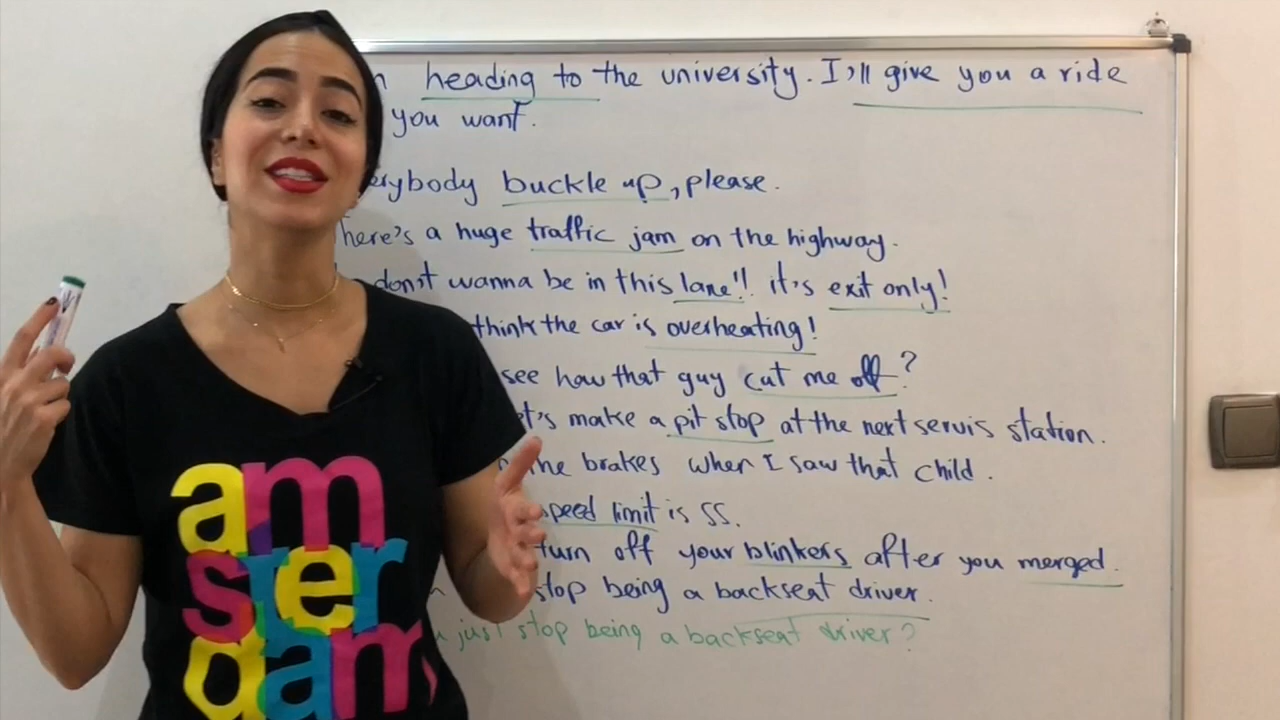 heading to the university. I'll give you a ride
you want.
erybody buckle up, please.
here's a huge traffic jam on the highway.
don't wanna be in this lane!! it's exit only!
think the car is overheating!
see how that guy cut me off?
t's make a pit stop at the next servis station.
the brakes when I saw that child.
speed limit is 55.
turn off your blinkers after you merged.
stop being a backseat driver.
just stop being a backseat driver?
am
ster
dam